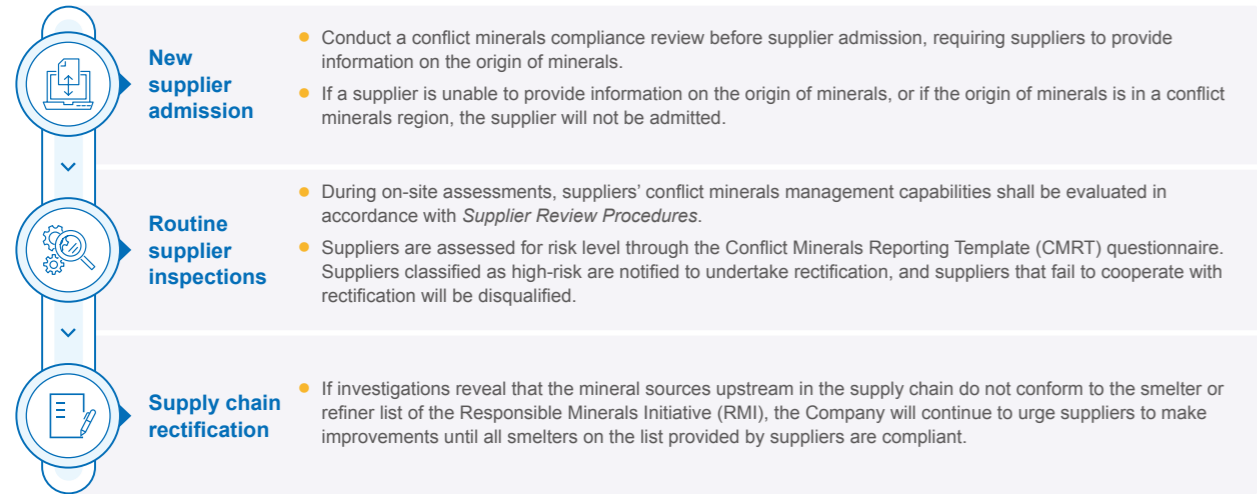 New
supplier
admission
● Conduct a conflict minerals compliance review before supplier admission, requiring suppliers to provide
information on the origin of minerals.
● If a supplier is unable to provide information on the origin of minerals, or if the origin of minerals is in a conflict
minerals region, the supplier will not be admitted.
Routine
supplier
inspections
● During on-site assessments, suppliers’ conflict minerals management capabilities shall be evaluated in
accordance with Supplier Review Procedures.
● Suppliers are assessed for risk level through the Conflict Minerals Reporting Template (CMRT) questionnaire.
Suppliers classified as high-risk are notified to undertake rectification, and suppliers that fail to cooperate with
rectification will be disqualified.
Supply chain
rectification
● If investigations reveal that the mineral sources upstream in the supply chain do not conform to the smelter or
refiner list of the Responsible Minerals Initiative (RMI), the Company will continue to urge suppliers to make
improvements until all smelters on the list provided by suppliers are compliant.